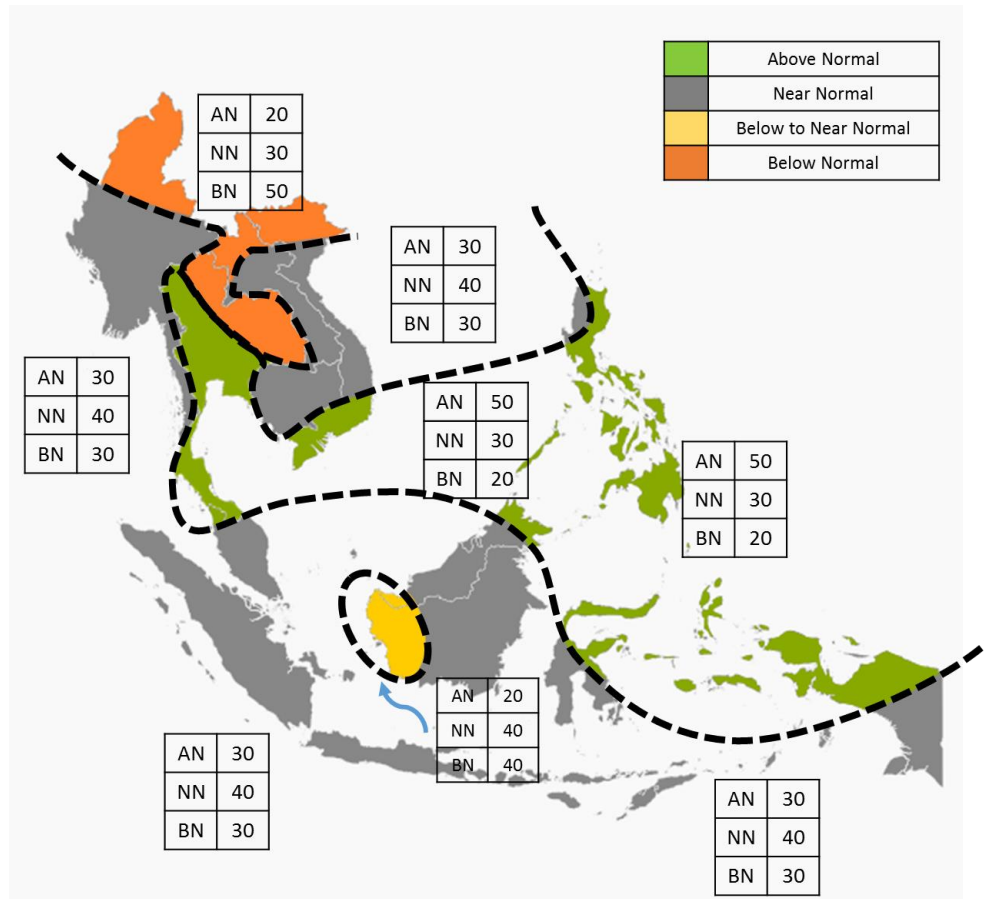 Above Normal
Near Normal
Below to Near Normal
Below Normal
AN 20
NN 30
BN 50
AN 30
NN 40
BN 30
AN 30
NN 40
BN 30
AN 50
NN 30
BN 20
AN 50
NN 30
BN 20
AN 20
NN 40
BN 40
AN 30
NN 40
BN 30
AN 30
NN 40
BN 30